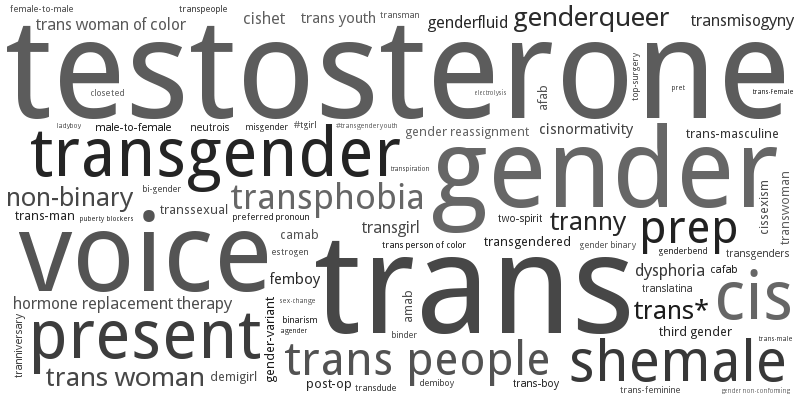 female-to-male
transpeople
trans woman of color
cishet
trans youth
transman
genderfluid
genderqueer
transmisogyny
testosterone
closeted
electrolysis
afab
top-surgery
pret
trans-Female
ladyboy
male-to-female
neutrois
misgender
#tgirl
#transgenderyouth
gender reassignment
cisnormativity
trans-masculine
transgender
gender
transpiration
non-binary
bi-gender
transphobia
cissexism
transwoman
trans-man
puberty blockers
transsexual
preferred pronoun
transgirl
two-spirit
tranny
prep
voice
camab
estrogen
trans person of color
transgendered
gender binary
genderbend
transgenders
trans
femboy
dysphoria
cafab
cis
translatina
hormone replacement therapy
sex-change
amab
trans*
gender-variant
binarism
agender
binder
third gender
trans-male
tranniversary
present
trans people
shemale
trans woman
demigirl
post-op
transdude
demiboy
trans-boy
trans-feminine
gender non-conforming